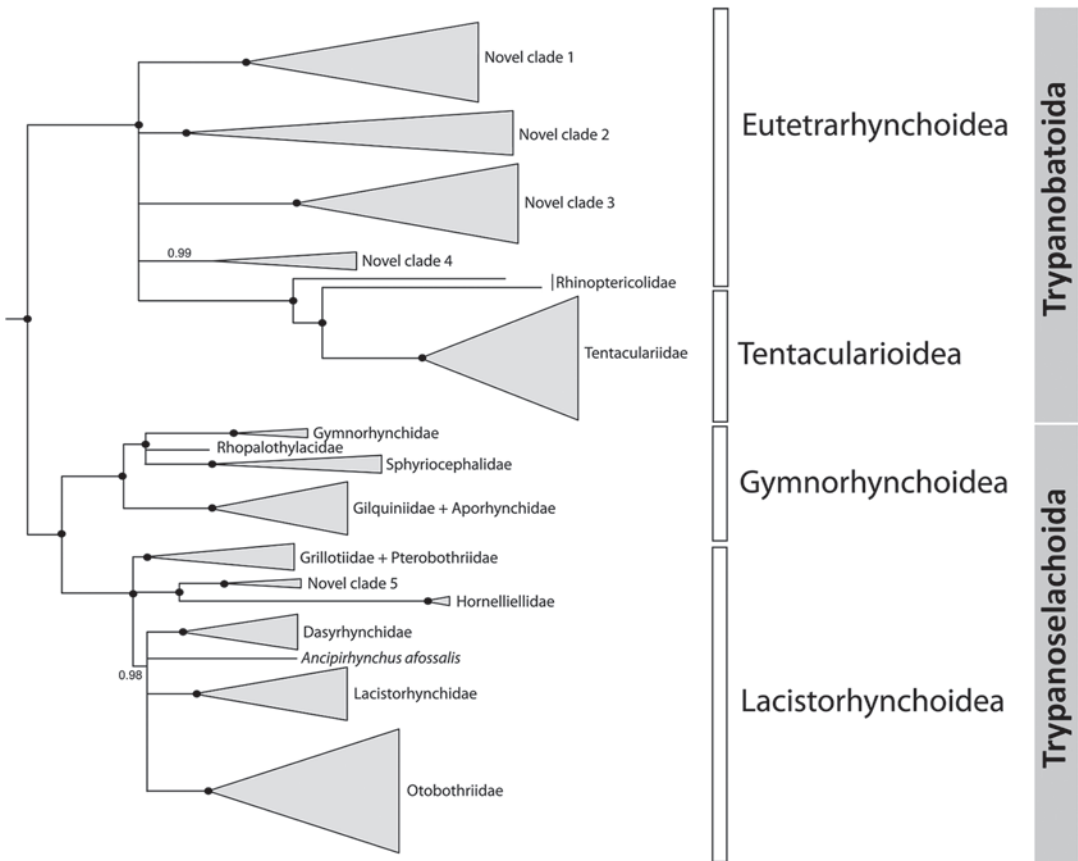 Novel clade 1
Novel clade 2
Novel clade 3
0.99
Novel clade 4
Rhinoptericolidae
Tentaculariidae
Gymnorhynchidae
Rhopalothylacidae
Sphyriocephalidae
Gilquiniidae + Aporhynchidae
Grillotiidae + Pterobothriidae
Novel clade 5
Hornelliellidae
Dasyrhynchidae
Ancipirhynchus afossalis
0.98
Lacistorhynchidae
Otobothriidae
Eutetrarhynchoidea
Tentacularioidea
Gymnorhynchoidea
Lacistorhynchoidea
Trypanobatoida
Trypanoselachoida